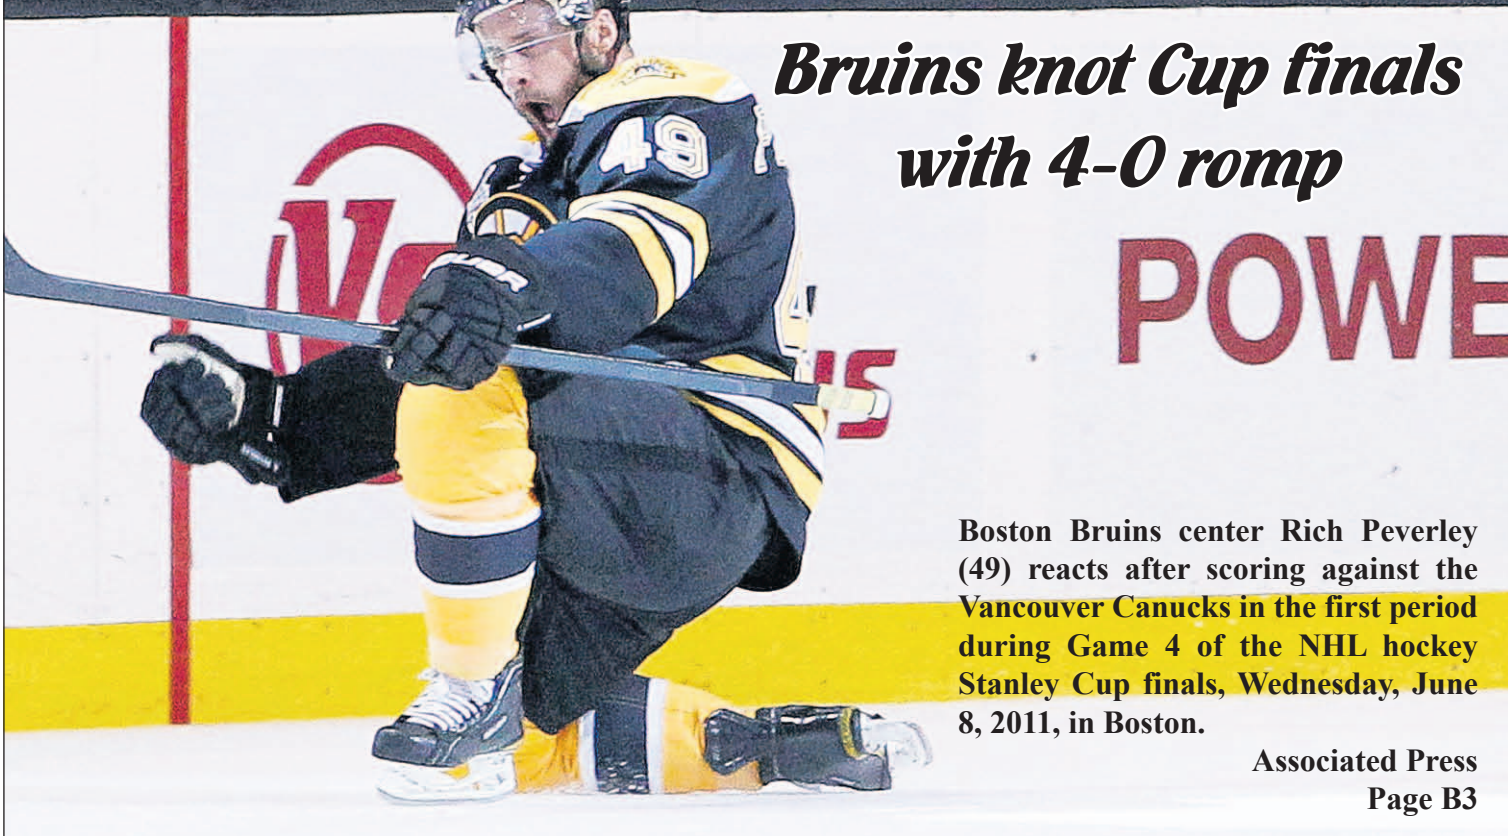 Bruins knot Cup finals
with 4-0 romp
49
POWE
Boston Bruins center Rich Peverley
(49) reacts after scoring against the
Vancouver Canucks in the first period
during Game 4 of the NHL hockey
Stanley Cup finals, Wednesday, June
8, 2011, in Boston.
Associated Press
Page B3